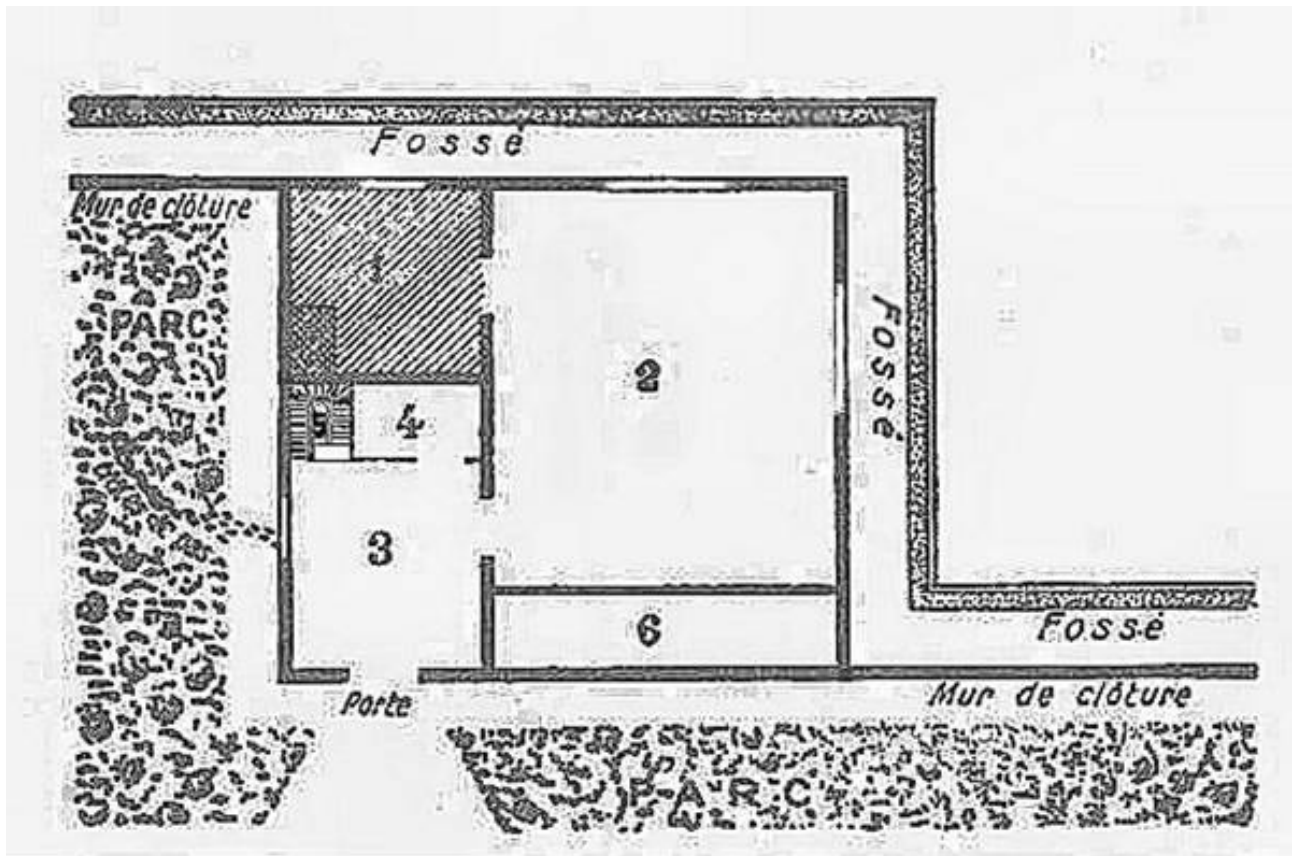 Fossé
Mur de clôture
1
PARC
2
Fossé
5
4
3
6
Fossé
Porte
Mur de clôture
PARC